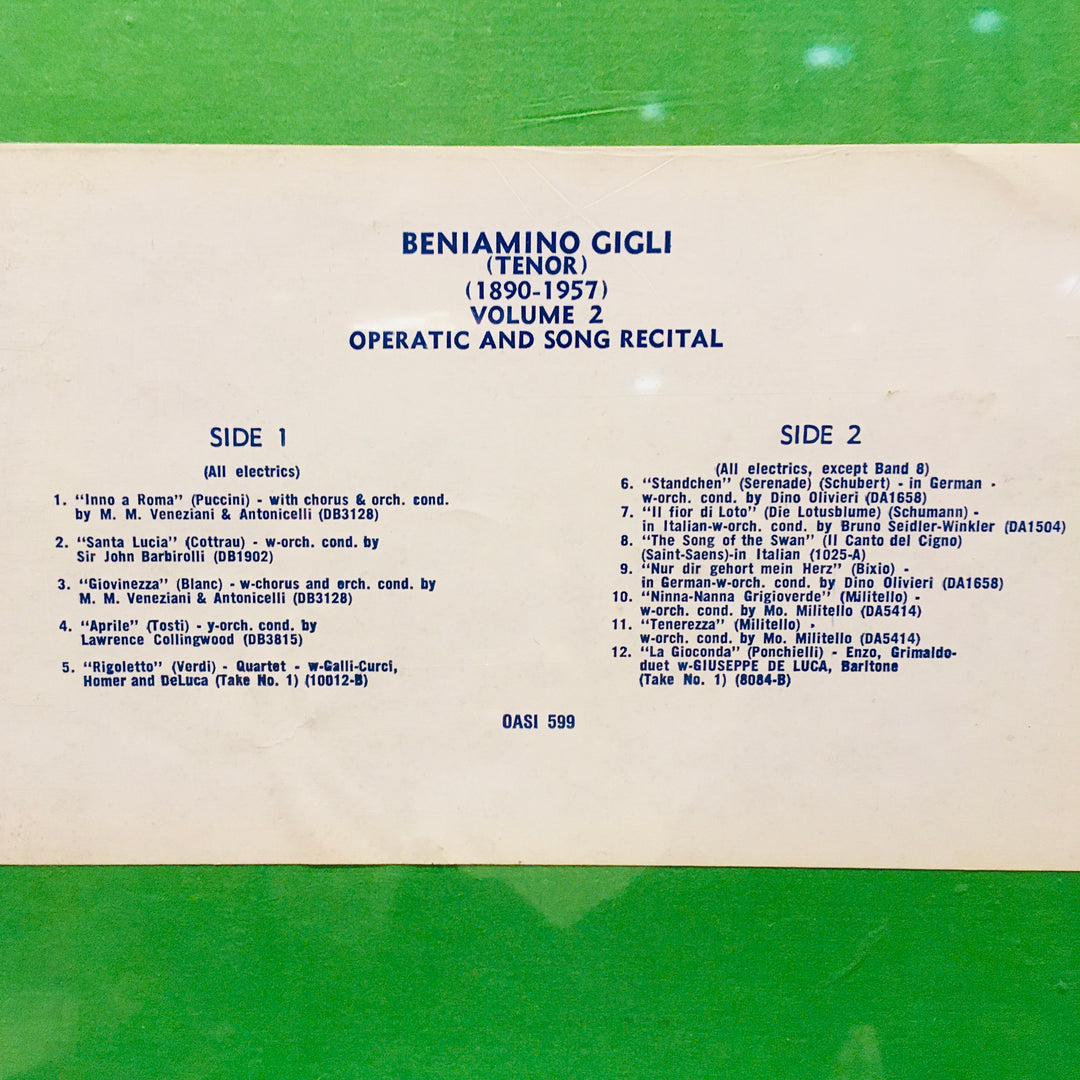 BENIAMINO GIGLI
(TENOR)
(1890-1957)
VOLUME 2
OPERATIC AND SONG RECITAL
SIDE 1
(All electrics)
1. "Inno a Roma" (Puccini) - with chorus & orch. cond.
by M. M. Veneziani & Antonicelli (DB3128)
2. "Santa Lucia" (Cottrau) - w-orch. cond. by
Sir John Barbirolli (DB1902)
3. "Giovinezza" (Blanc) - w-chorus and orch. cond. by
M. M. Veneziani & Antonicelli (DB3128)
4. "Aprile" (Tosti) - y-orch. cond. by
Lawrence Collingwood (DB3815)
5. "Rigoletto" (Verdi) - Quartet - w-Galli-Curci,
Homer and DeLuca (Take No. 1) (10012-B)
SIDE 2
(All electrics, except Band 8)
6. "Standchen" (Serenade) (Schubert) - in German -
w-orch. cond. by Dino Olivieri (DA1658)
7. "Il fior di Loto" (Die Lotusblume) (Schumann) -
in Italian-w-orch. cond. by Bruno Seidler-Winkler (DA1504)
8. "The Song of the Swan" (Il Canto del Cigno)
(Saint-Saens)-in Italian (1025-A)
9. "Nur dir gehort mein Herz" (Bixio) -
in German-w-orch. cond. by Dino Olivieri (DA1658)
10. "Ninna-Nanna Grigioverde" (Militello) -
w-orch. cond. by Mo. Militello (DA5414)
11. "Tenerezza" (Militello) -
w-orch. cond. by Mo. Militello (DA5414)
12. "La Gioconda" (Ponchielli) - Enzo, Grimaldo-
duet w-GIUSEPPE DE LUCA, Baritone
(Take No. 1) (8084-B)
OASI 599